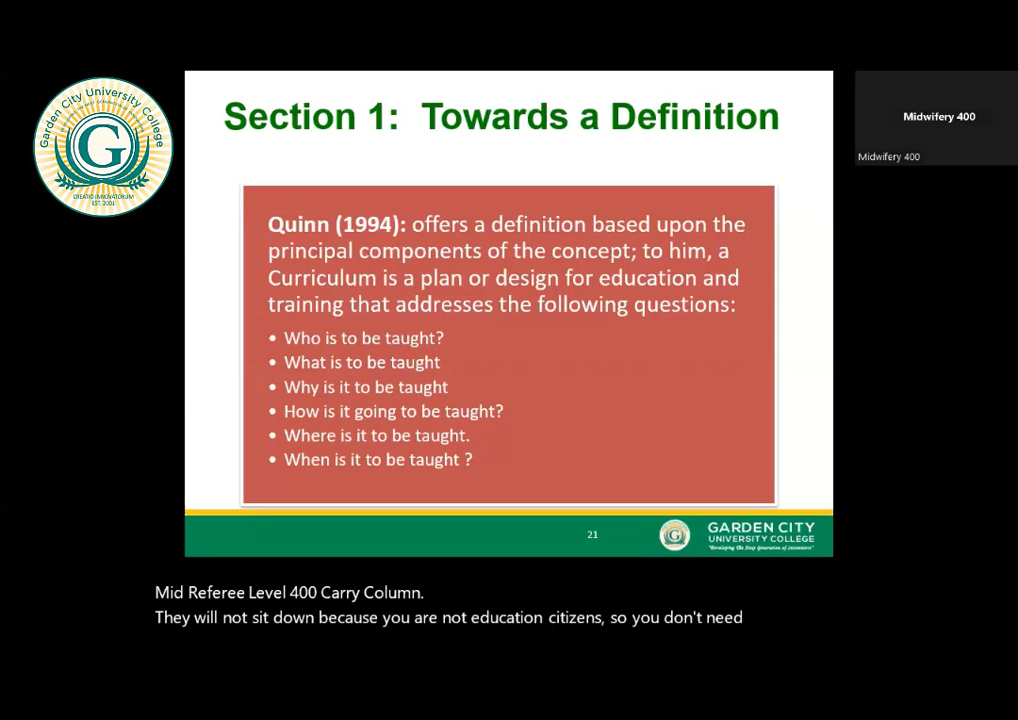 Garden City University College
CREATIO INNOVATORUM
EST. 2001
G
Section 1: Towards a Definition
Midwifery 400
Midwifery 400
Quinn (1994): offers a definition based upon the
principal components of the concept; to him, a
Curriculum is a plan or design for education and
training that addresses the following questions:
• Who is to be taught?
• What is to be taught
• Why is it to be taught
• How is it going to be taught?
• Where is it to be taught.
• When is it to be taught ?
21
G
GARDEN CITY
UNIVERSITY COLLEGE
"Developing The Next Generation of Innovators"
Mid Referee Level 400 Carry Column.
They will not sit down because you are not education citizens, so you don't need